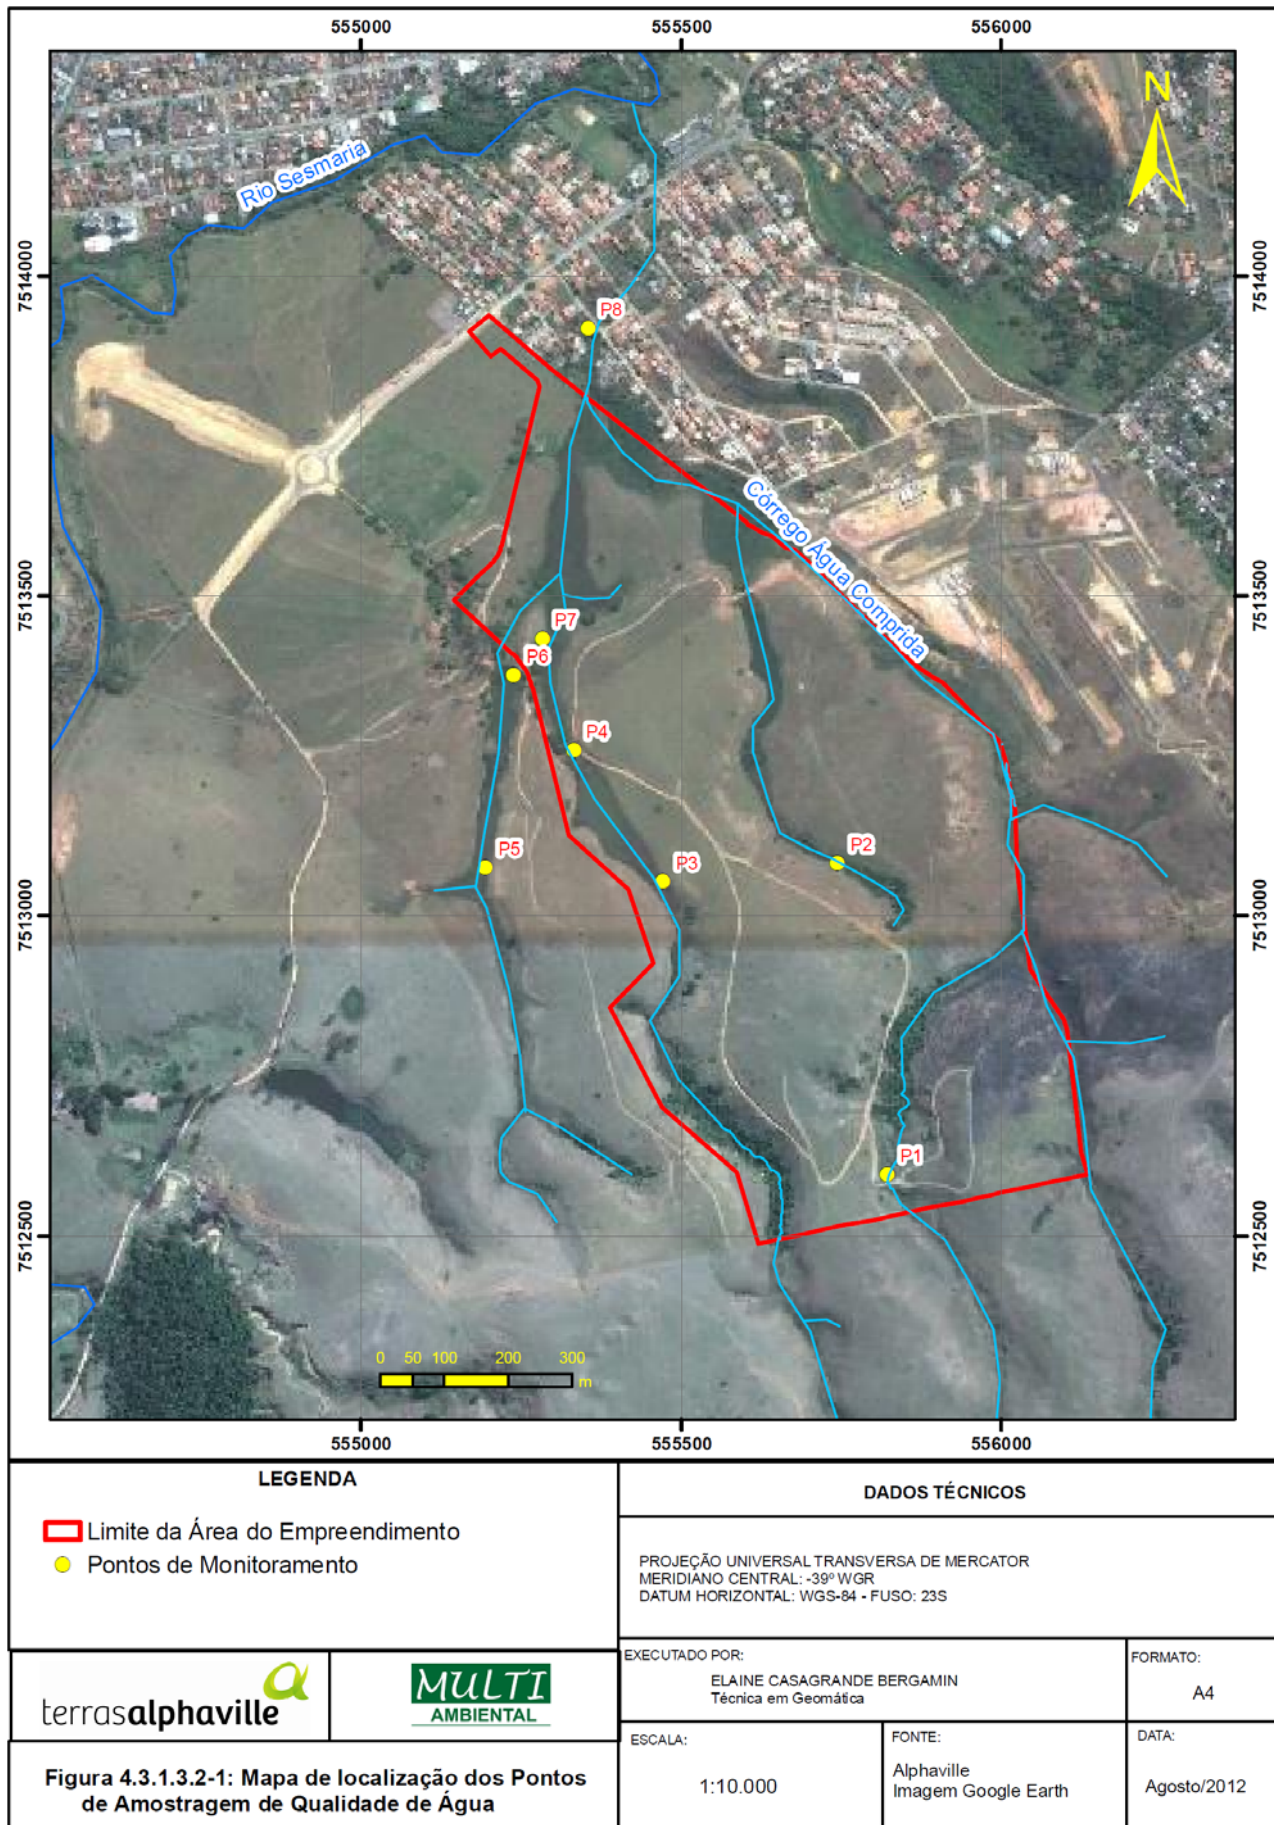 555000 555500 556000
N
Rio Sesmaria
7514000 7514000
P8
Córrego Água Comprida
7513500 7513500
P7
P6
P4
P5
P3
P2
7513000 7513000
P1
7512500 7512500
0 50 100 200 300
m
555000 555500 556000
LEGENDA
Limite da Área do Empreendimento
Pontos de Monitoramento
DADOS TÉCNICOS
PROJEÇÃO UNIVERSAL TRANSVERSA DE MERCATOR
MERIDIANO CENTRAL: -39º WGR
DATUM HORIZONTAL: WGS-84 - FUSO: 23S
terrasalphaville
MULTI
AMBIENTAL
EXECUTADO POR:
ELAINE CASAGRANDE BERGAMIN
Técnica em Geomática
FORMATO:
A4
Figura 4.3.1.3.2-1: Mapa de localização dos Pontos
de Amostragem de Qualidade de Água
ESCALA:
1:10.000
FONTE:
Alphaville
Imagem Google Earth
DATA:
Agosto/2012